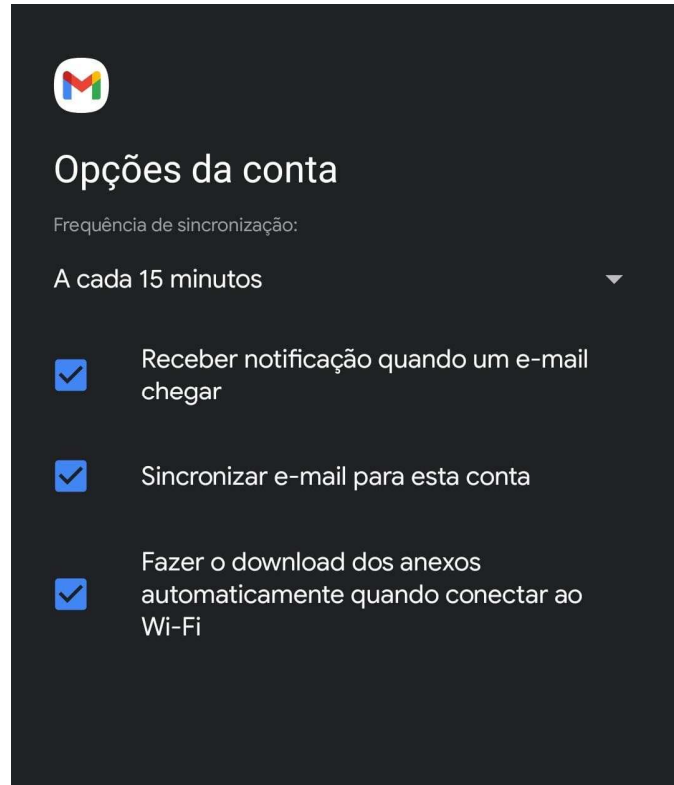 Opções da conta
Frequência de sincronização:
A cada 15 minutos
Receber notificação quando um e-mail
chegar
Sincronizar e-mail para esta conta
Fazer o download dos anexos
automaticamente quando conectar ao
Wi-Fi